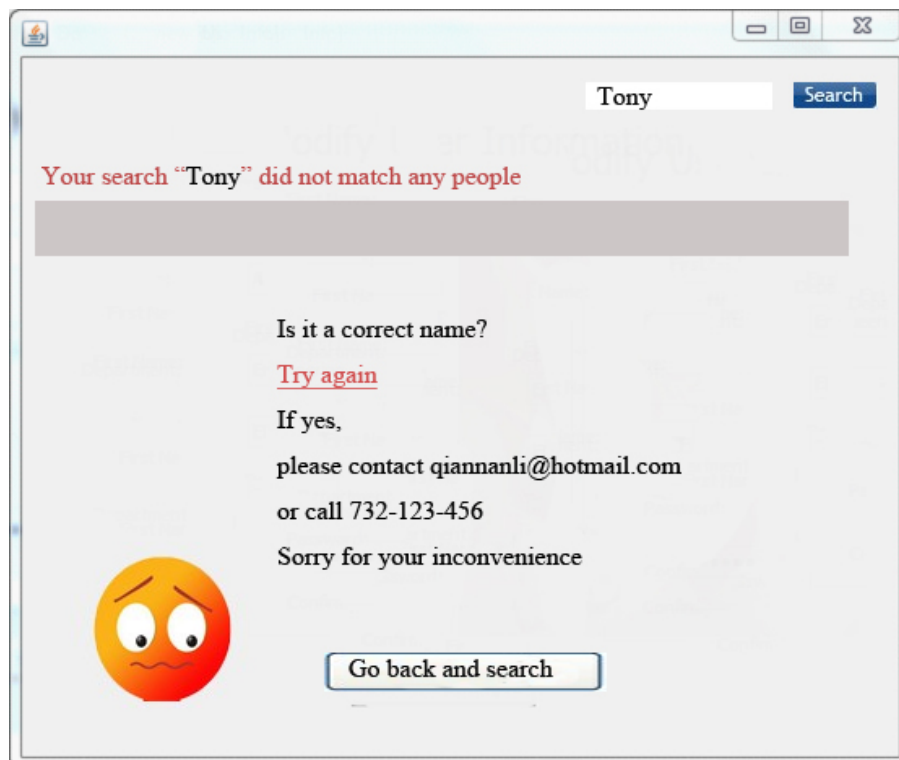 Tony Search
Your search “Tony” did not match any people
Is it a correct name?
Try again
If yes,
please contact qiannanli@hotmail.com
or call 732-123-456
Sorry for your inconvenience
Go back and search